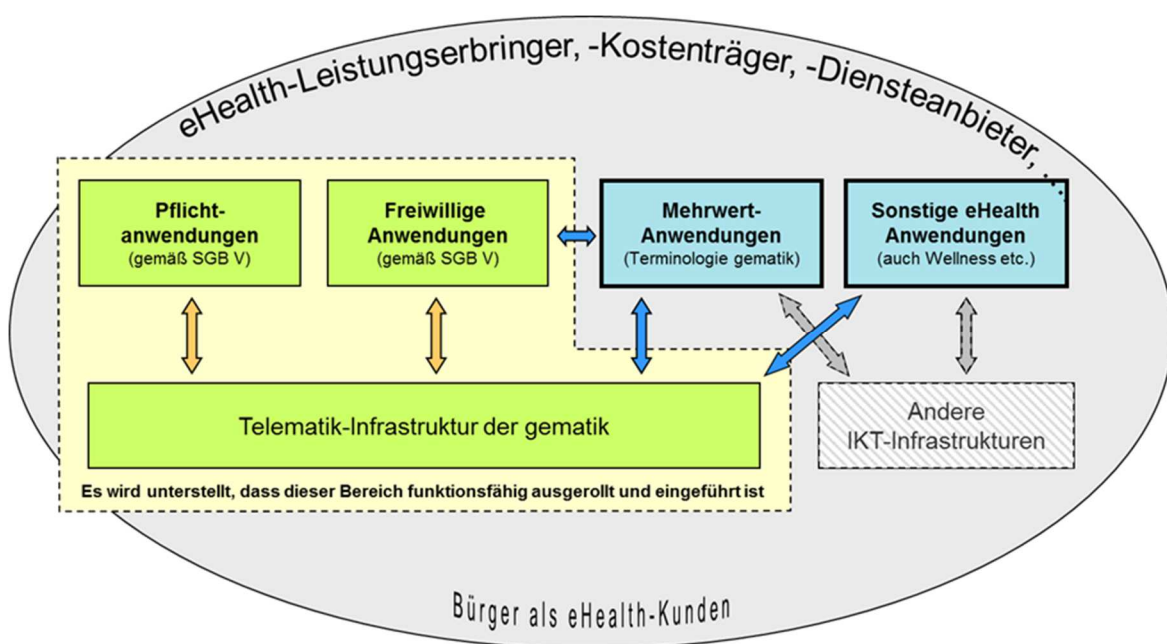 eHealth-Leistungserbringer, -Kostenträger, -Diensteanbieter, ...
Pflicht-
anwendungen
(gemäß SGB V)
Freiwillige
Anwendungen
(gemäß SGB V)
Mehrwert-
Anwendungen
(Terminologie gematik)
Sonstige eHealth
Anwendungen
(auch Wellness etc.)
Telematik-Infrastruktur der gematik
Andere
IKT-Infrastrukturen
Es wird unterstellt, dass dieser Bereich funktionsfähig ausgerollt und eingeführt ist
Bürger als eHealth-Kunden